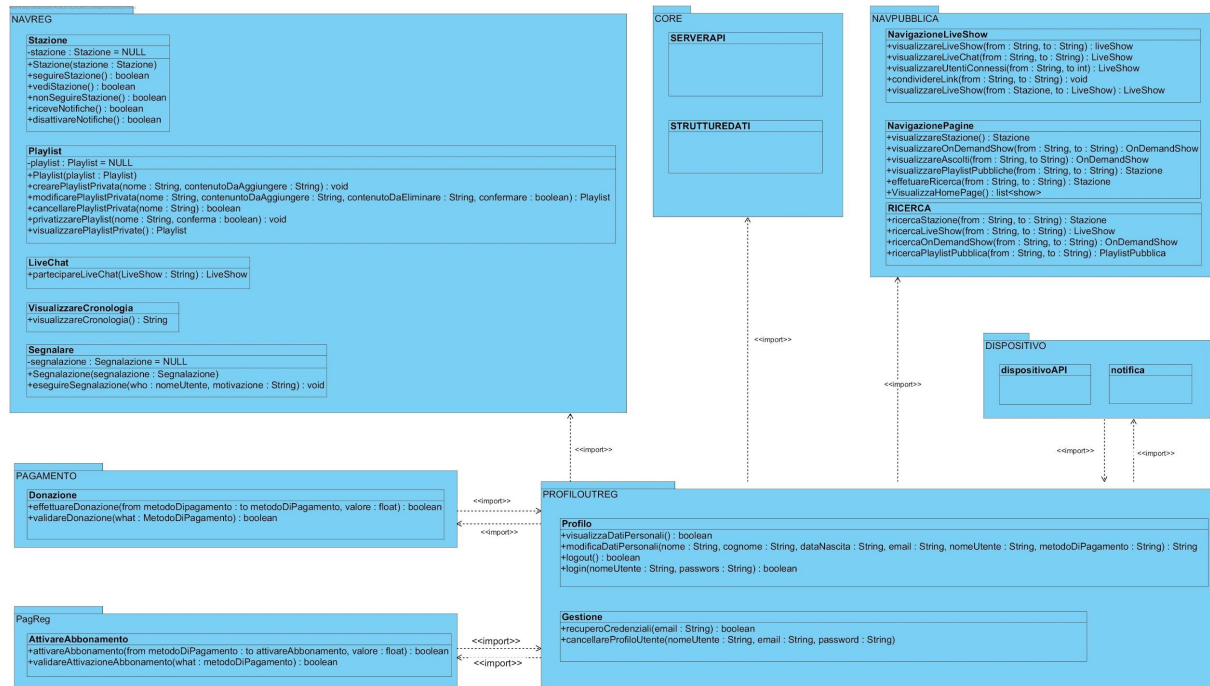 NAVREG
Stazione
-stazione : Stazione = NULL
+Stazione(stazione : Stazione)
+seguireStazione() : boolean
+vediStazione() : boolean
+nonSeguireStazione() : boolean
+riceveNotifiche() : boolean
+disattivareNotifiche() : boolean
Playlist
-playlist : Playlist = NULL
+Playlist(playlist : Playlist)
+crearePlaylistPrivata(nome : String, contenutoDaAggiungere : String) : void
+modificarePlaylistPrivata(nome : String, contenuntoDaAggiungere : String, contenutoDaEliminare : String, confermare : boolean) : Playlist
+cancellarePlaylistPrivata(nome : String) : boolean
+privatizzarePlaylist(nome : String, conferma : boolean) : void
+visualizzarePlaylistPrivate() : Playlist
LiveChat
+partecipareLiveChat(LiveShow : String) : LiveShow
VisualizzareCronologia
+visualizzareCronologia() : String
Segnalare
-segnalazione : Segnalazione = NULL
+Segnalazione(segnalazione : Segnalazione)
+eseguireSegnalazione(who : nomeUtente, motivazione : String) : void
CORE
SERVERAPI
STRUTTUREDATI
NAVPUBBLICA
NavigazioneLiveShow
+visualizzareLiveShow(from : String, to : String) : liveShow
+visualizzareLiveChat(from : String, to : String) : LiveShow
+visualizzareUtentiConnessi(from : String, to int) : LiveShow
+condividereLink(from : String, to : String) : void
+visualizzareLiveShow(from : Stazione, to : LiveShow) : LiveShow
NavigazionePagine
+visualizzareStazione() : Stazione
+visualizzareOnDemandShow(from : String, to : String) : OnDemandShow
+visualizzareAscolti(from : String, to String) : OnDemandShow
+visualizzarePlaylistPubbliche(from : String, to : String) : Stazione
+effetuareRicerca(from : String, to : String) : Stazione
+VisualizzaHomePage() : list<show>
RICERCA
+ricercaStazione(from : String, to : String) : Stazione
+ricercaLiveShow(from : String, to : String) : LiveShow
+ricercaOnDemandShow(from : String, to : String) : OnDemandShow
+ricercaPlaylistPubblica(from : String, to : String) : PlaylistPubblica
<<import>>
<<import>>
DISPOSITIVO
dispositivoAPI
notifica
<<import>>
<<import>>
<<import>>
PAGAMENTO
Donazione
+effettuareDonazione(from metodoDipagamento : to metodoDiPagamento, valore : float) : boolean
+validareDonazione(what : MetodoDiPagamento) : boolean
<<import>>
<<import>>
PROFILOUTREG
Profilo
+visualizzaDatiPersonali() : boolean
+modificaDatiPersonali(nome : String, cognome : String, dataNascita : String, email : String, nomeUtente : String, metodoDiPagamento : String) : String
+logout() : boolean
+login(nomeUtente : String, passwors : String) : boolean
Gestione
+recuperoCredenziali(email : String) : boolean
+cancellareProfiloUtente(nomeUtente : String, email : String, password : String)
PagReg
AttivareAbbonamento
+attivareAbbonamento(from metodoDiPagamento : to attivareAbbonamento, valore : float) : boolean
+validareAttivazioneAbbonamento(what : metodoDiPagamento) : boolean
<<import>>
<<import>>